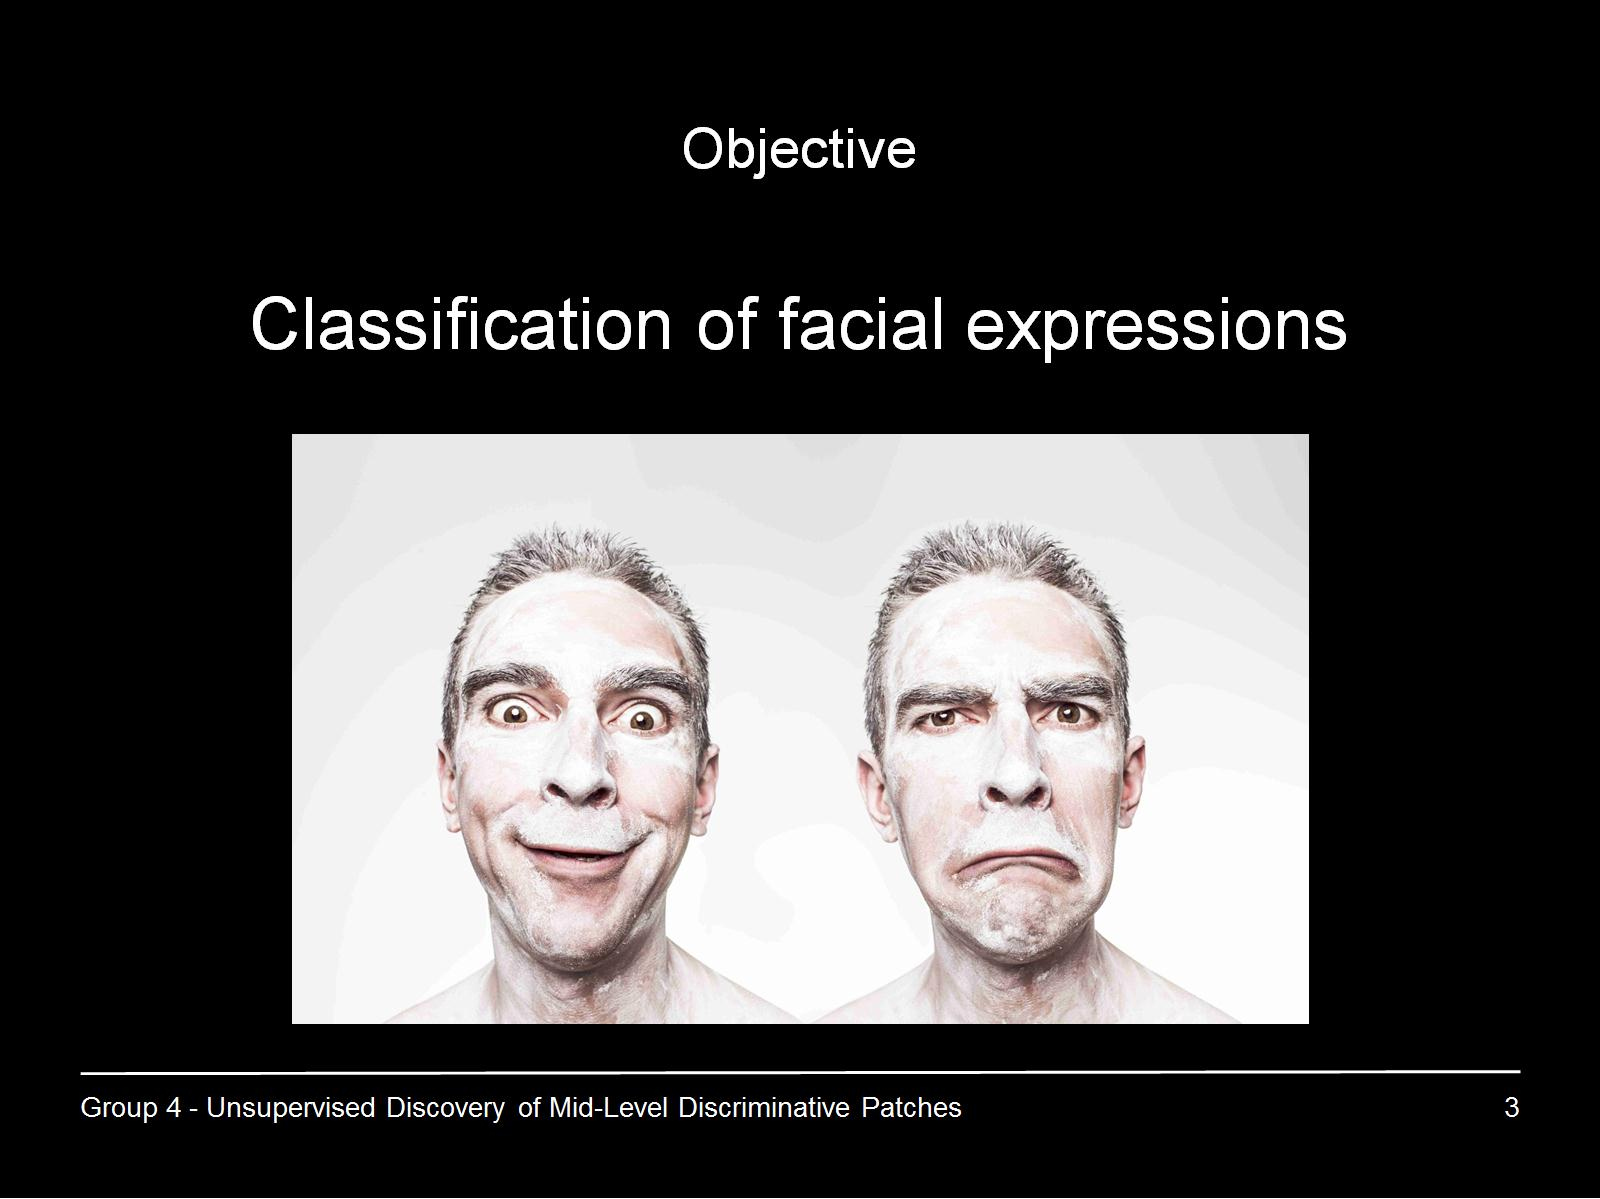 Objective
Classification of facial expressions
Group 4 - Unsupervised Discovery of Mid-Level Discriminative Patches
3